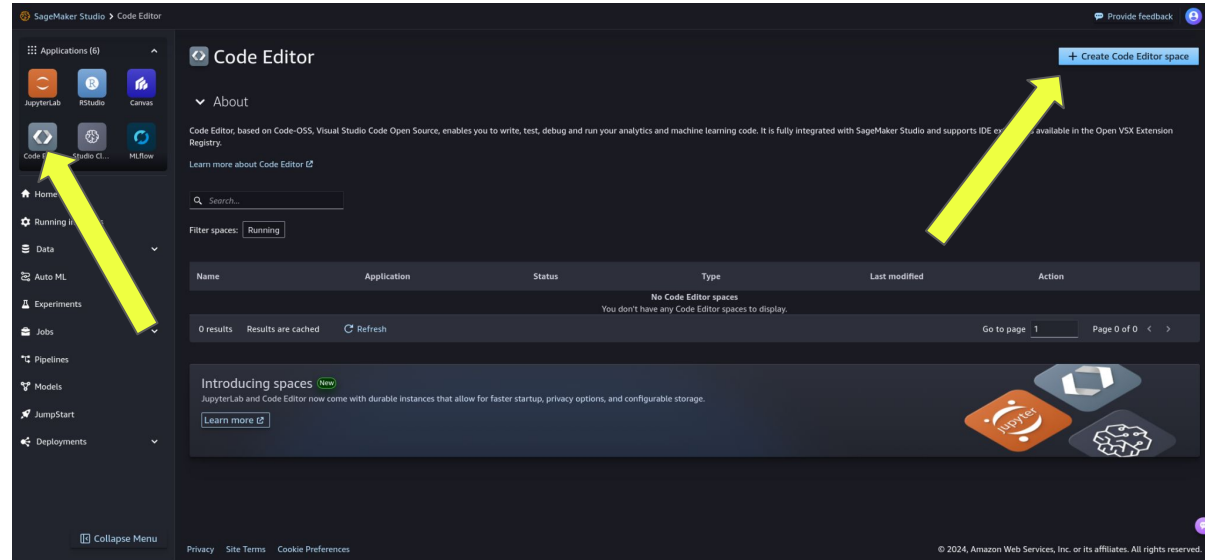 SageMaker Studio > Code Editor
Provide feedback
Applications (6)
JupyterLab RStudio Canvas
Code Studio Cl... MLflow
Home
Running
Data
Auto ML
Experiments
Jobs
Pipelines
Models
JumpStart
Deployments
Collapse Menu
Code Editor
+ Create Code Editor space
About
Code Editor, based on Code-OSS, Visual Studio Code Open Source, enables you to write, test, debug and run your analytics and machine learning code. It is fully integrated with SageMaker Studio and supports IDE available in the Open VSX Extension
Registry.
Learn more about Code Editor
Search...
Filter spaces: Running
Name Application Status Type Last modified Action
No Code Editor spaces
You don't have any Code Editor spaces to display.
0 results Results are cached Refresh Go to page 1 Page 0 of 0 < >
Introducing spaces New
JupyterLab and Code Editor now come with durable instances that allow for faster startup, privacy options, and configurable storage.
Learn more
jupyter
Privacy Site Terms Cookie Preferences
© 2024, Amazon Web Services, Inc. or its affiliates. All rights reserved.